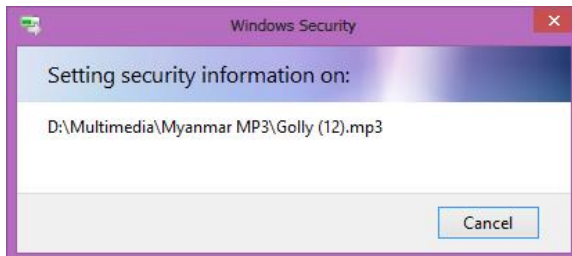 Windows Security
Setting security information on:
D:\Multimedia\Myanmar MP3\Golly (12).mp3
Cancel